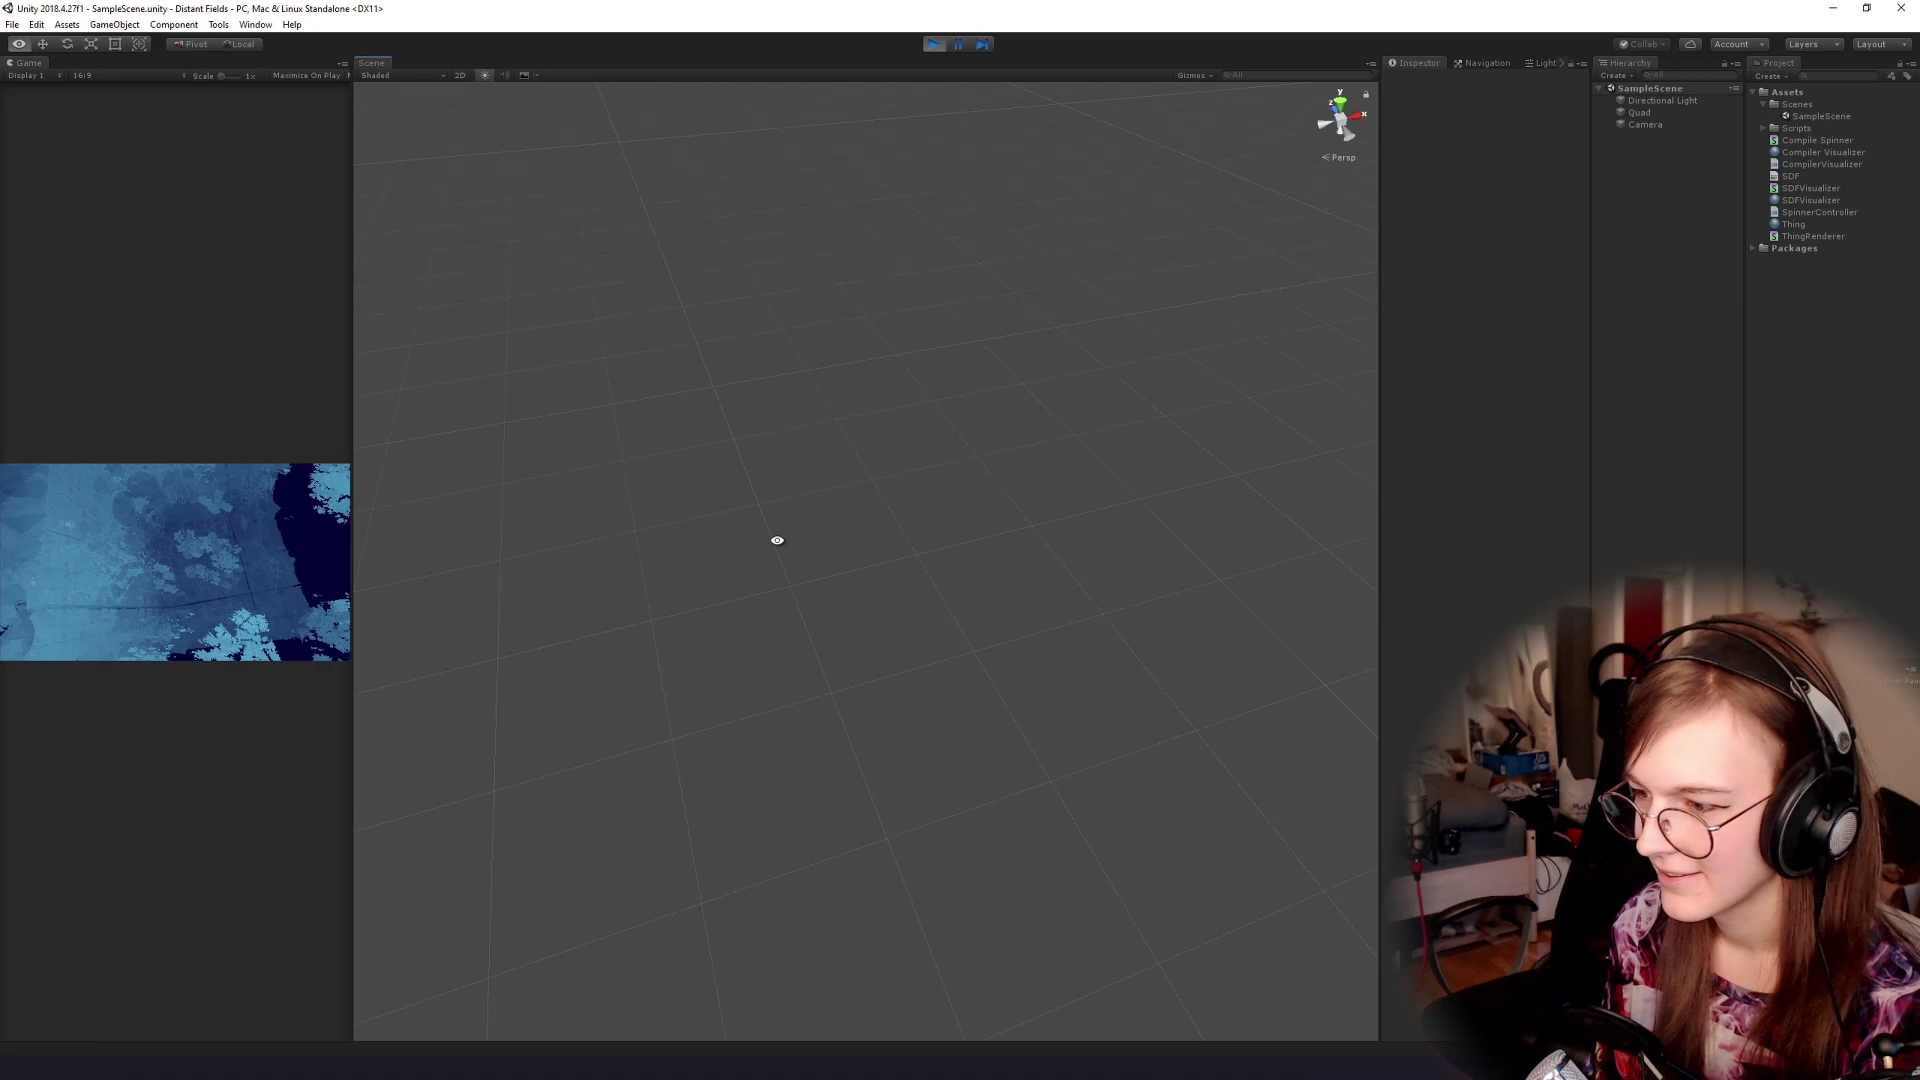 Unity 2018.4.27f1 - SampleScene.unity - Distant Fields - PC, Mac & Linux Standalone <DX11>
File Edit Assets GameObject Component Tools Window Help
Pivot Local Collab Account Layers Layout
Game Scene Inspector Navigation Light Hierarchy Project
Display 1 16:9 Scale 1x Maximize On Play Shaded 2D Gizmos All Create All Create
SampleScene
Directional Light
Quad
Camera
Assets
Scenes
SampleScene
Scripts
Compile Spinner
Compiler Visualizer
CompilerVisualizer
SDF
SDFVisualizer
SDFVisualizer
SpinnerController
Thing
ThingRenderer
Packages
y
z
x
Persp